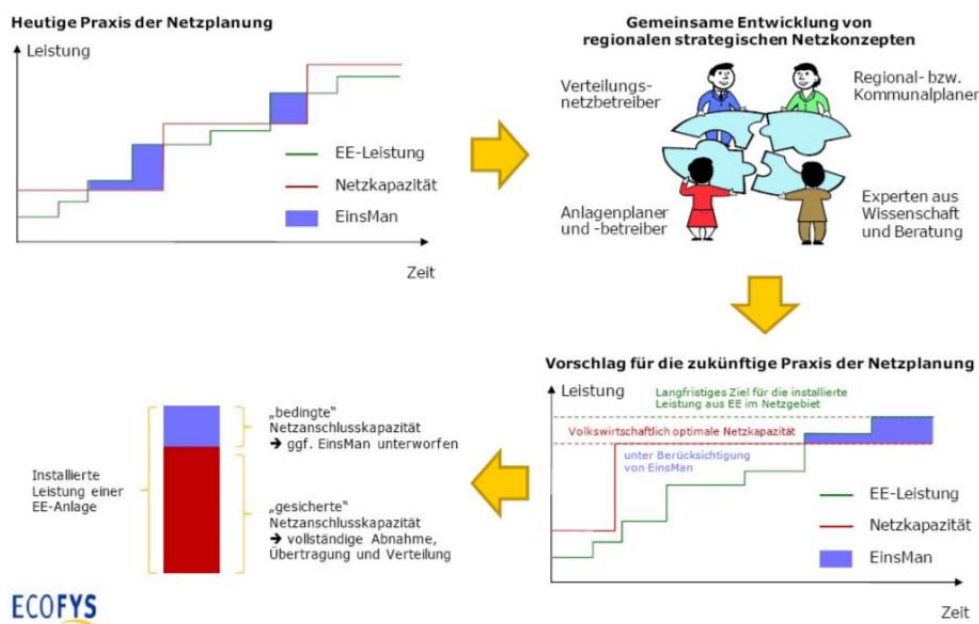 Heutige Praxis der Netzplanung
Leistung
EE-Leistung
Netzkapazität
EinsMan
Zeit
Gemeinsame Entwicklung von
regionalen strategischen Netzkonzepten
Verteilungs-
netzbetreiber
Regional- bzw.
Kommunalplaner
Anlagenplaner
und -betreiber
Experten aus
Wissenschaft
und Beratung
Vorschlag für die zukünftige Praxis der Netzplanung
Leistung
Langfristiges Ziel für die installierte
Leistung aus EE im Netzgebiet
Volkswirtschaftlich optimale Netzkapazität
unter Berücksichtigung
von EinsMan
EE-Leistung
Netzkapazität
EinsMan
Zeit
Installierte
Leistung einer
EE-Anlage
„bedingte“
Netzanschlusskapazität
➔ ggf. EinsMan unterworfen
„gesicherte“
Netzanschlusskapazität
➔ vollständige Abnahme,
Übertragung und Verteilung
ECOFYS